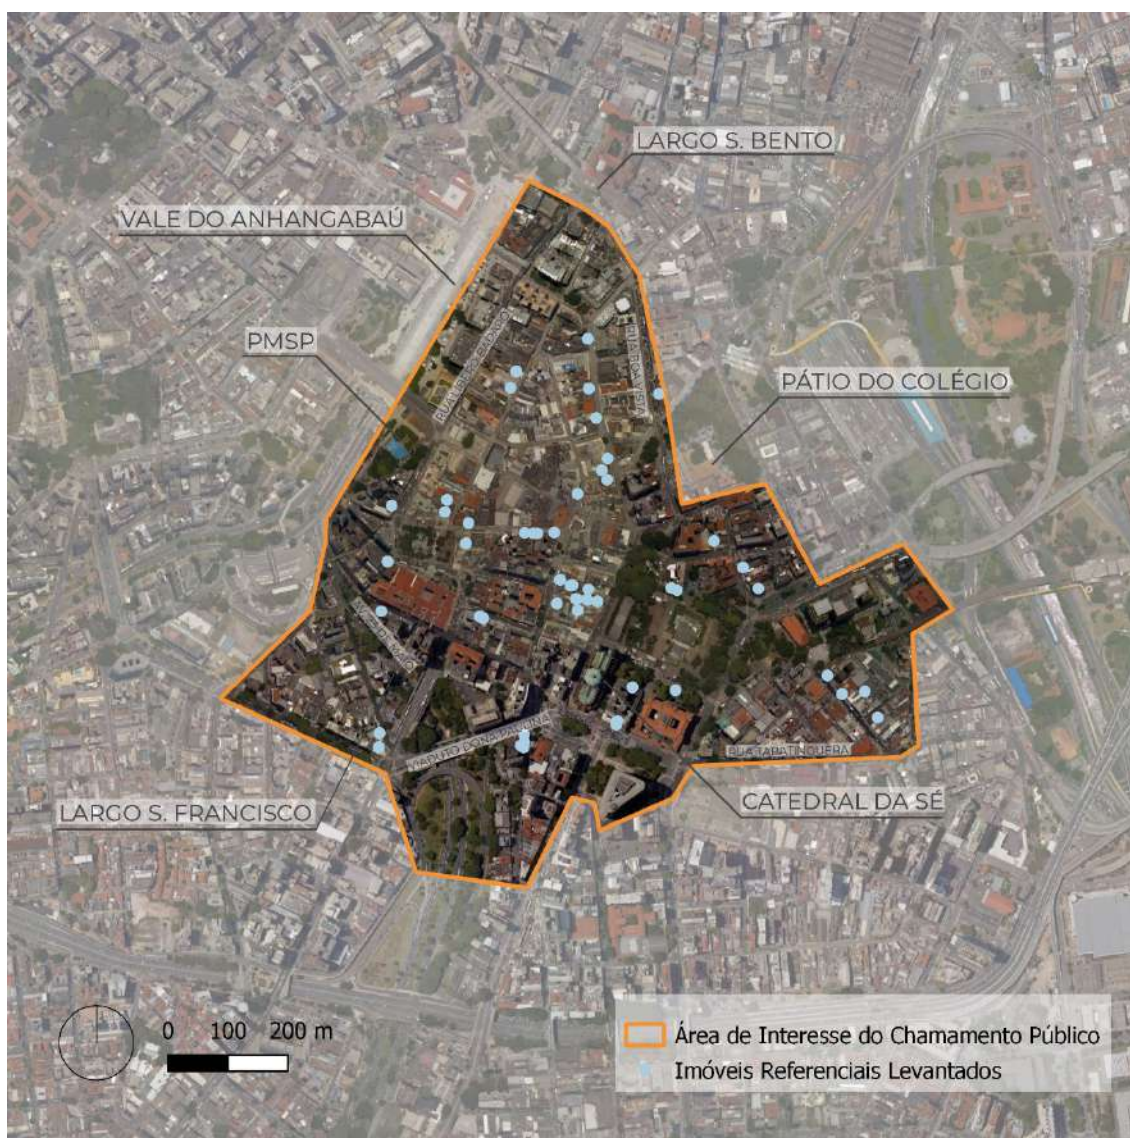 LARGO S. BENTO
VALE DO ANHANGABAÚ
PMSP
PÁTIO DO COLÉGIO
RUA LÍBERO BADARÓ
RUA BOA VISTA
VIADUTO DONA PAULINA
RUA TABATINGUERA
LARGO S. FRANCISCO
CATEDRAL DA SÉ
0 100 200 m
Área de Interesse do Chamamento Público
Imóveis Referenciais Levantados